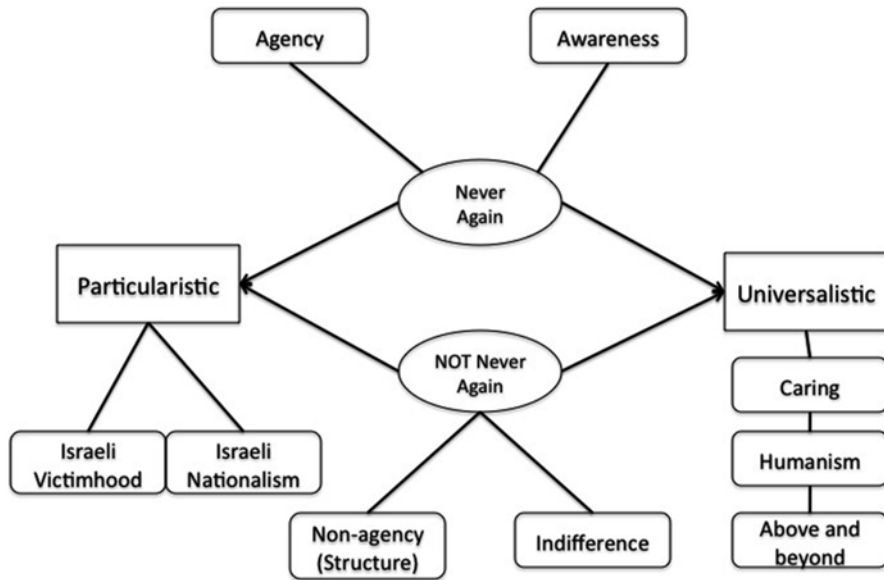 Agency
Awareness
Never
Again
Particularistic
Universalistic
NOT Never
Again
Caring
Israeli
Victimhood
Israeli
Nationalism
Humanism
Non-agency
(Structure)
Indifference
Above and
beyond